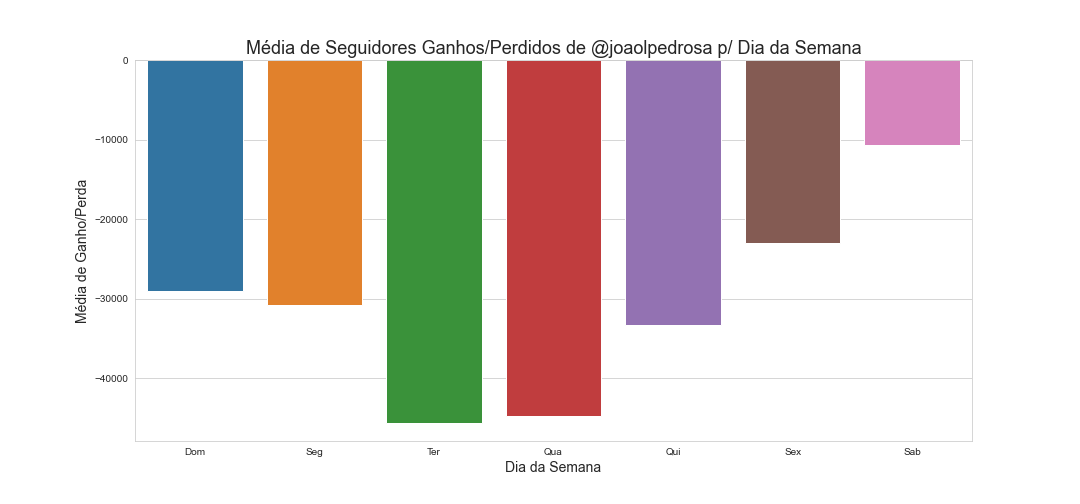 Média de Seguidores Ganhos/Perdidos de @joaolpedrosa p/ Dia da Semana
0
−10000
−20000
−30000
−40000
Média de Ganho/Perda
Dom Seg Ter Qua Qui Sex Sab
Dia da Semana